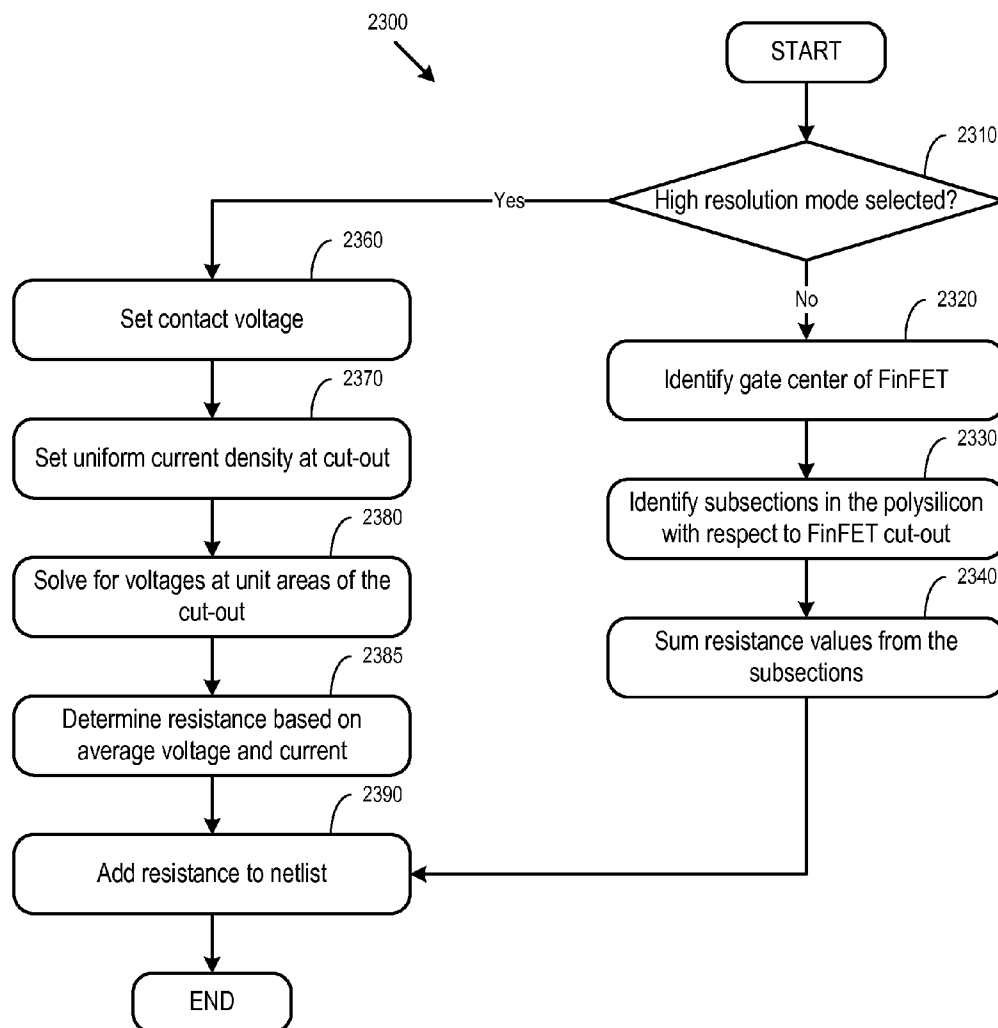 2300
START
2310
High resolution mode selected?
Yes
No
2360
Set contact voltage
2320
Identify gate center of FinFET
2370
Set uniform current density at cut-out
2330
Identify subsections in the polysilicon
with respect to FinFET cut-out
2380
Solve for voltages at unit areas of the
cut-out
2340
Sum resistance values from the
subsections
2385
Determine resistance based on
average voltage and current
2390
Add resistance to netlist
END